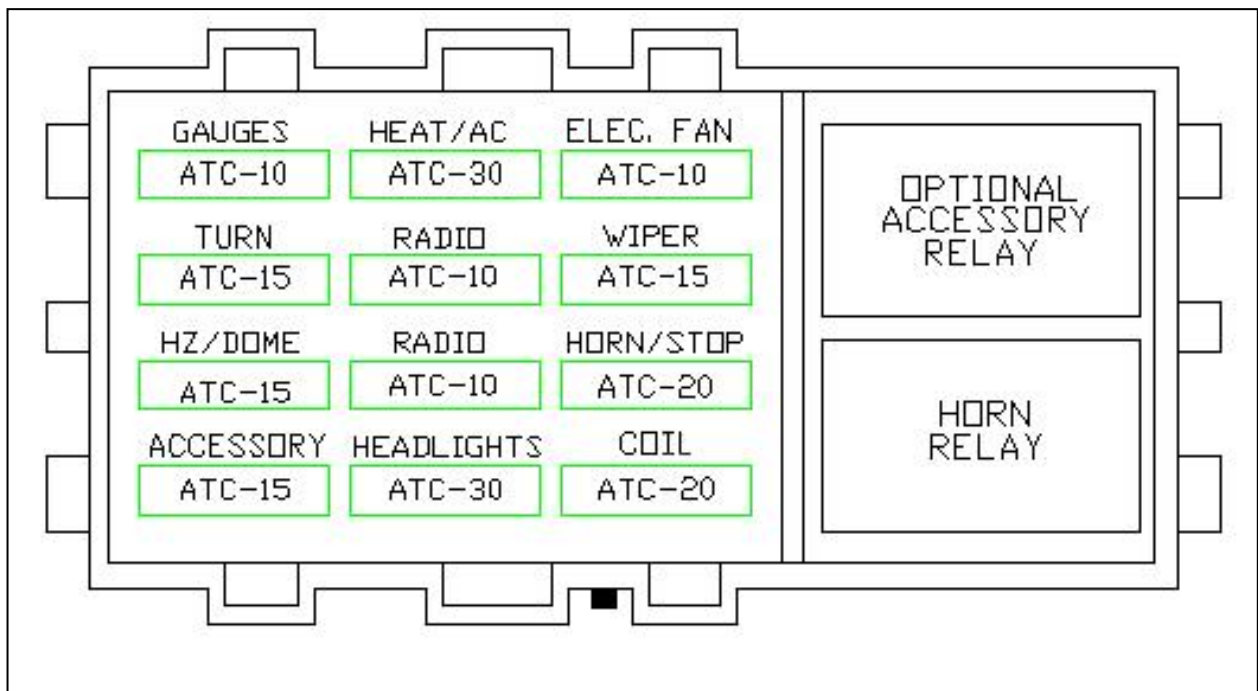 GAUGES HEAT/AC ELEC. FAN
ATC-10 ATC-30 ATC-10
TURN RADIO WIPER
ATC-15 ATC-10 ATC-15
HZ/DOME RADIO HORN/STOP
ATC-15 ATC-10 ATC-20
ACCESSORY HEADLIGHTS COIL
ATC-15 ATC-30 ATC-20
OPTIONAL
ACCESSORY
RELAY
HORN
RELAY